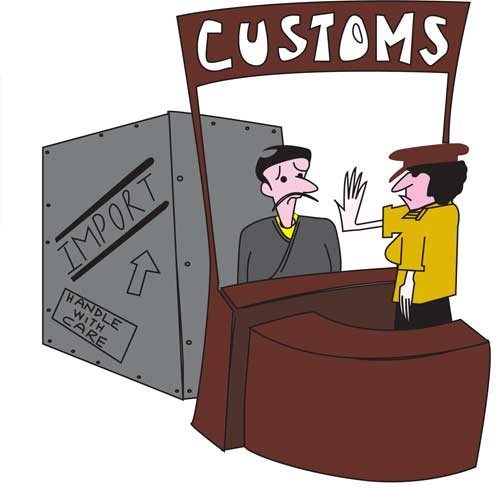 CUSTOMS
IMPORT
HANDLE
WITH
CARE